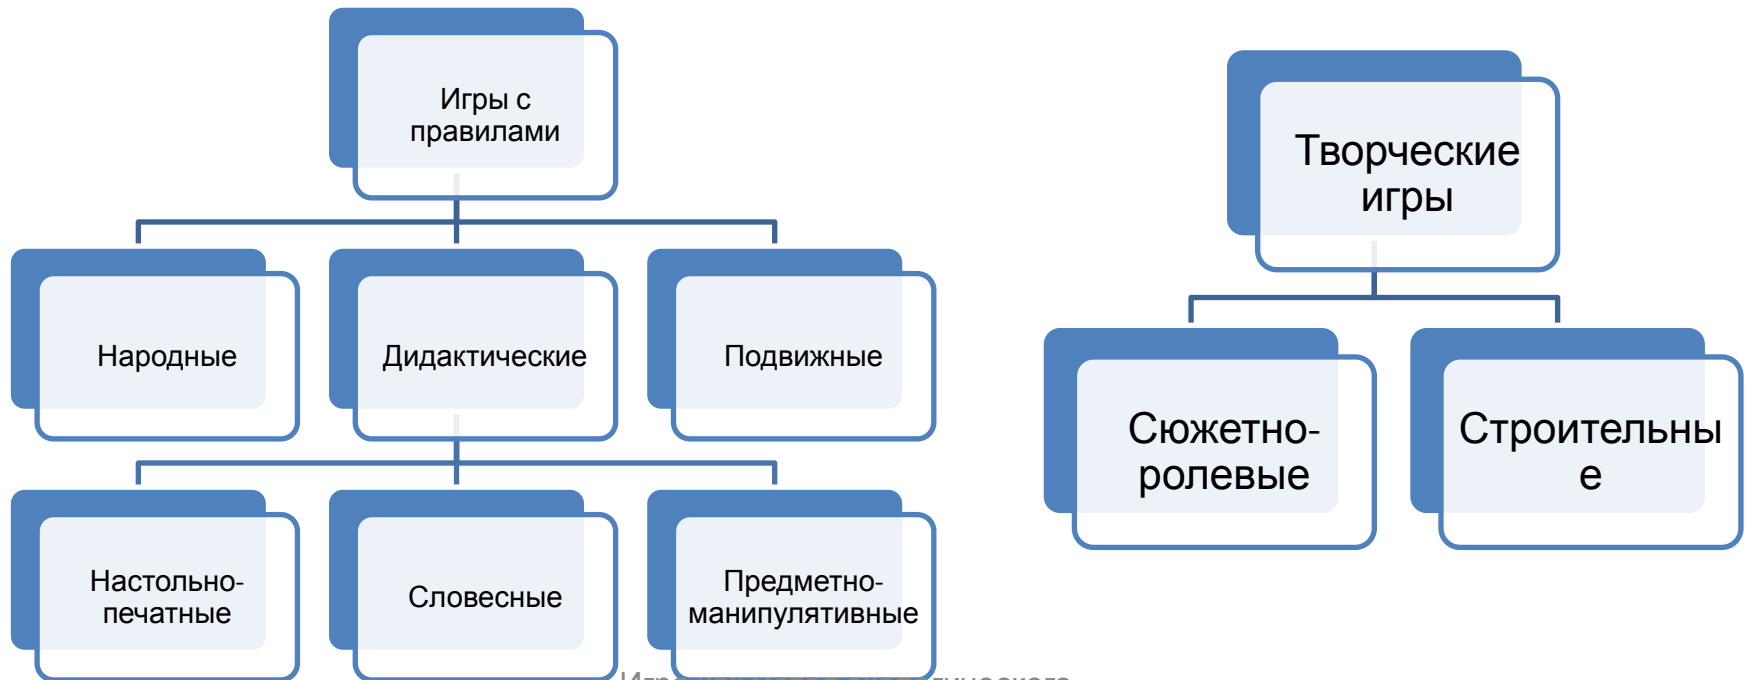 Игры с
правилами
Народные
Дидактические
Подвижные
Настольно-
печатные
Словесные
Предметно-
манипулятивные
Творческие
игры
Сюжетно-
ролевые
Строительны
е